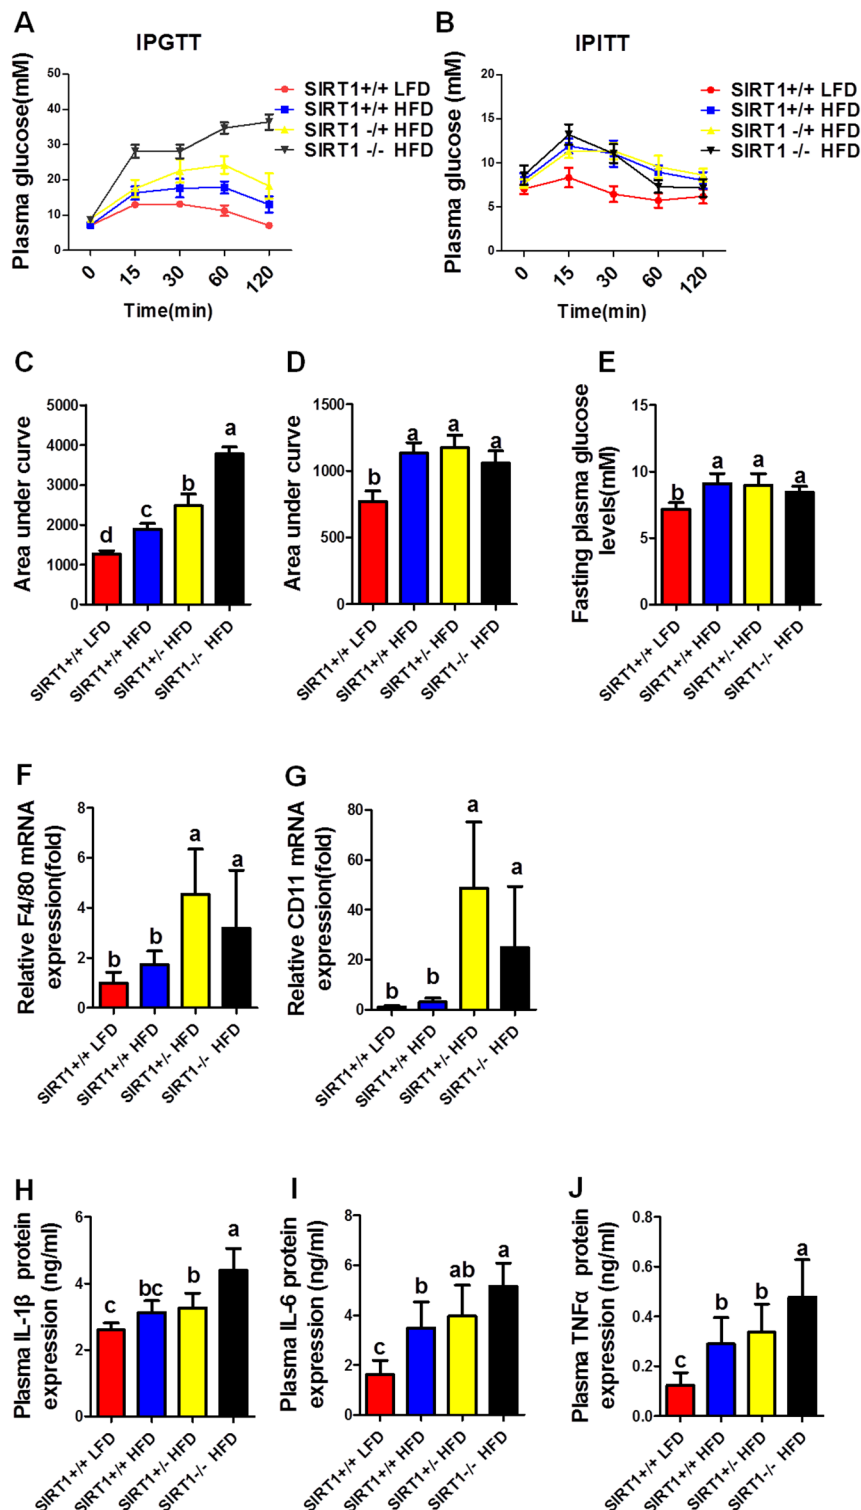 A
IPGTT
Plasma glucose(mM)
50
40
30
20
10
0
0
15
30
60
120
Time(min)
SIRT1+/+ LFD
SIRT1+/+ HFD
SIRT1 -/+ HFD
SIRT1 -/- HFD
B
IPITT
Plasma glucose (mM)
20
15
10
5
0
0
15
30
60
120
Time(min)
SIRT1+/+ LFD
SIRT1+/+ HFD
SIRT1 -/+ HFD
SIRT1 -/- HFD
C
Area under curve
5000
4000
3000
2000
1000
0
d
c
b
a
SIRT1+/+ LFD
SIRT1+/+ HFD
SIRT1+/- HFD
SIRT1-/- HFD
D
Area under curve
1500
1000
500
0
b
a
a
a
SIRT1+/+ LFD
SIRT1+/+ HFD
SIRT1+/- HFD
SIRT1-/- HFD
E
Fasting plasma glucose
levels(mM)
15
10
5
0
b
a
a
a
SIRT1+/+ LFD
SIRT1+/+ HFD
SIRT1+/- HFD
SIRT1-/- HFD
F
Relative F4/80 mRNA
expression(fold)
8
6
4
2
0
b
b
a
a
SIRT1+/+ LFD
SIRT1+/+ HFD
SIRT1+/- HFD
SIRT1-/- HFD
G
Relative CD11 mRNA
expression(fold)
80
60
40
20
0
b
b
a
a
SIRT1+/+ LFD
SIRT1+/+ HFD
SIRT1+/- HFD
SIRT1-/- HFD
H
Plasma IL-1β protein
expression (ng/ml)
6
4
2
0
c
bc
b
a
SIRT1+/+ LFD
SIRT1+/+ HFD
SIRT1+/- HFD
SIRT1-/- HFD
I
Plasma IL-6 protein
expression (ng/ml)
8
6
4
2
0
c
b
ab
a
SIRT1+/+ LFD
SIRT1+/+ HFD
SIRT1+/- HFD
SIRT1-/- HFD
J
Plasma TNFα protein
expression (ng/ml)
0.8
0.6
0.4
0.2
0.0
c
b
b
a
SIRT1+/+ LFD
SIRT1+/+ HFD
SIRT1+/- HFD
SIRT1-/- HFD